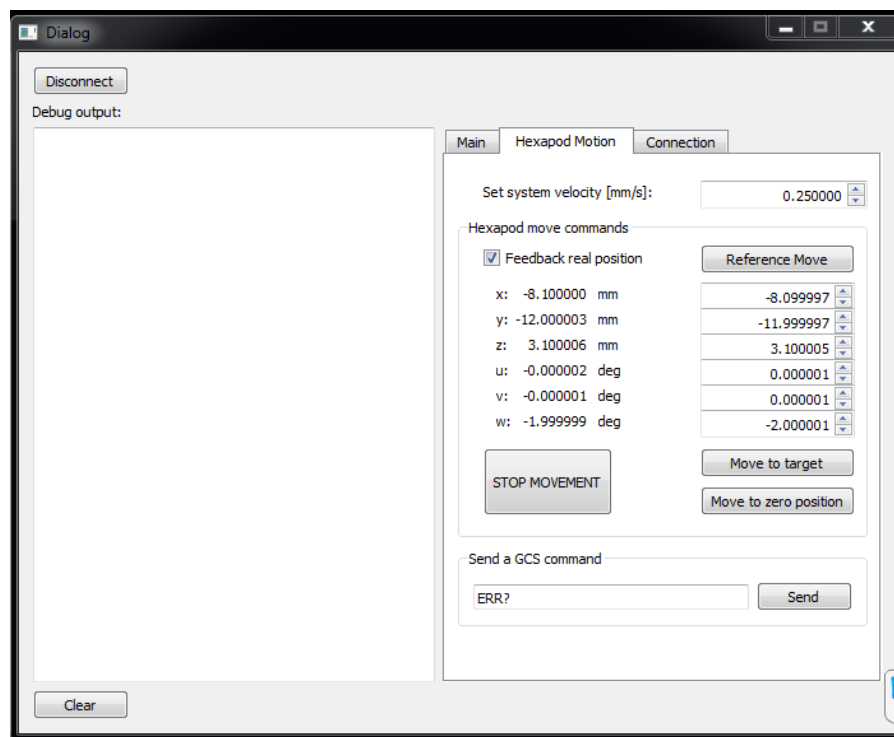 Dialog
Disconnect
Debug output:
Main Hexapod Motion Connection
Set system velocity [mm/s]: 0.250000
Hexapod move commands
Feedback real position Reference Move
x: -8.100000 mm -8.099997
y: -12.000003 mm -11.999997
z: 3.100006 mm 3.100005
u: -0.000002 deg 0.000001
v: -0.000001 deg 0.000001
w: -1.999999 deg -2.000001
STOP MOVEMENT Move to target
Move to zero position
Send a GCS command
ERR? Send
Clear